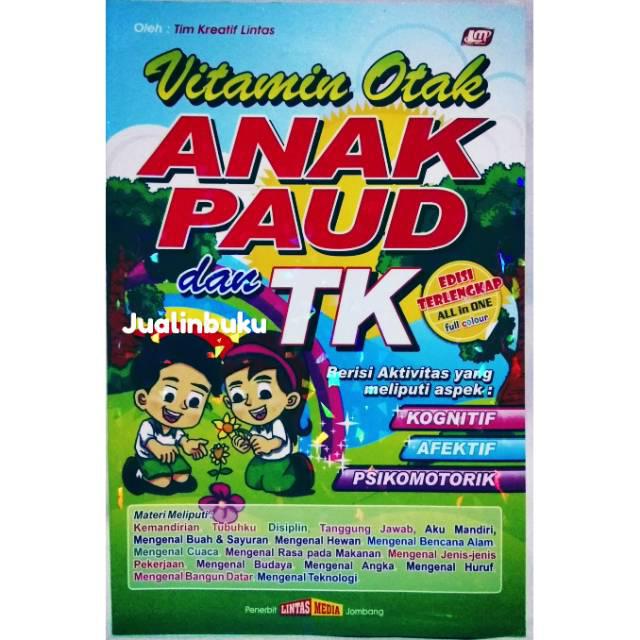 Oleh : Tim Kreatif Lintas
Vitamin Otak
ANAK
PAUD
dan TK
EDISI
TERLENGKAP
ALL in ONE
full colour
Jualinbuku
Berisi Aktivitas yang
meliputi aspek :
KOGNITIF
AFEKTIF
PSIKOMOTORIK
Materi Meliputi :
Kemandirian Tubuhku Disiplin, Tanggung Jawab, Aku Mandiri,
Mengenal Buah & Sayuran Mengenal Hewan Mengenal Bencana Alam
Mengenal Cuaca Mengenal Rasa pada Makanan Mengenal Jenis-jenis
Pekerjaan Mengenal Budaya Mengenal Angka Mengenal Huruf
Mengenal Bangun Datar Mengenal Teknologi
Penerbit LINTAS MEDIA Jombang